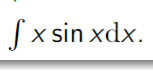 ∫ x sin xdx.